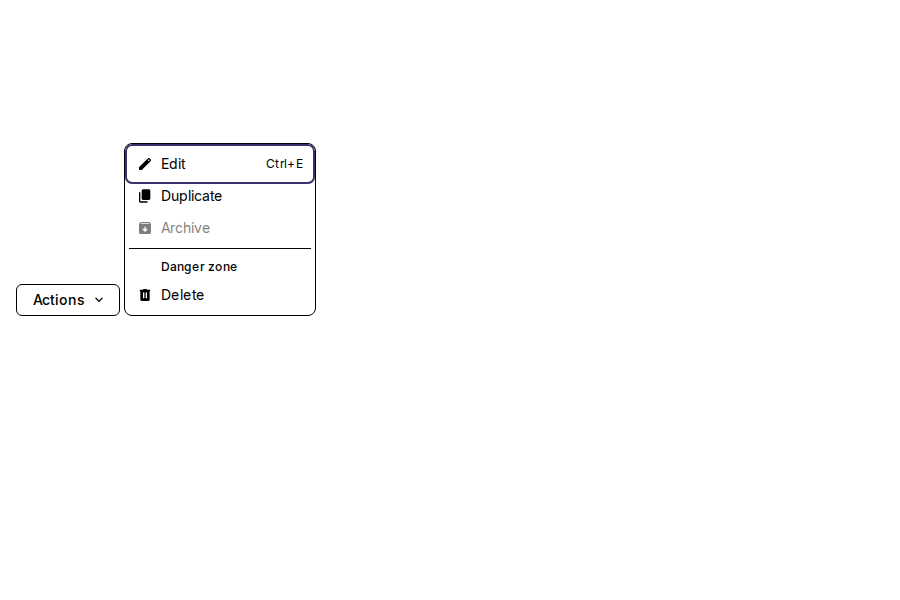 Edit Ctrl+E
Duplicate
Archive
Danger zone
Delete
Actions